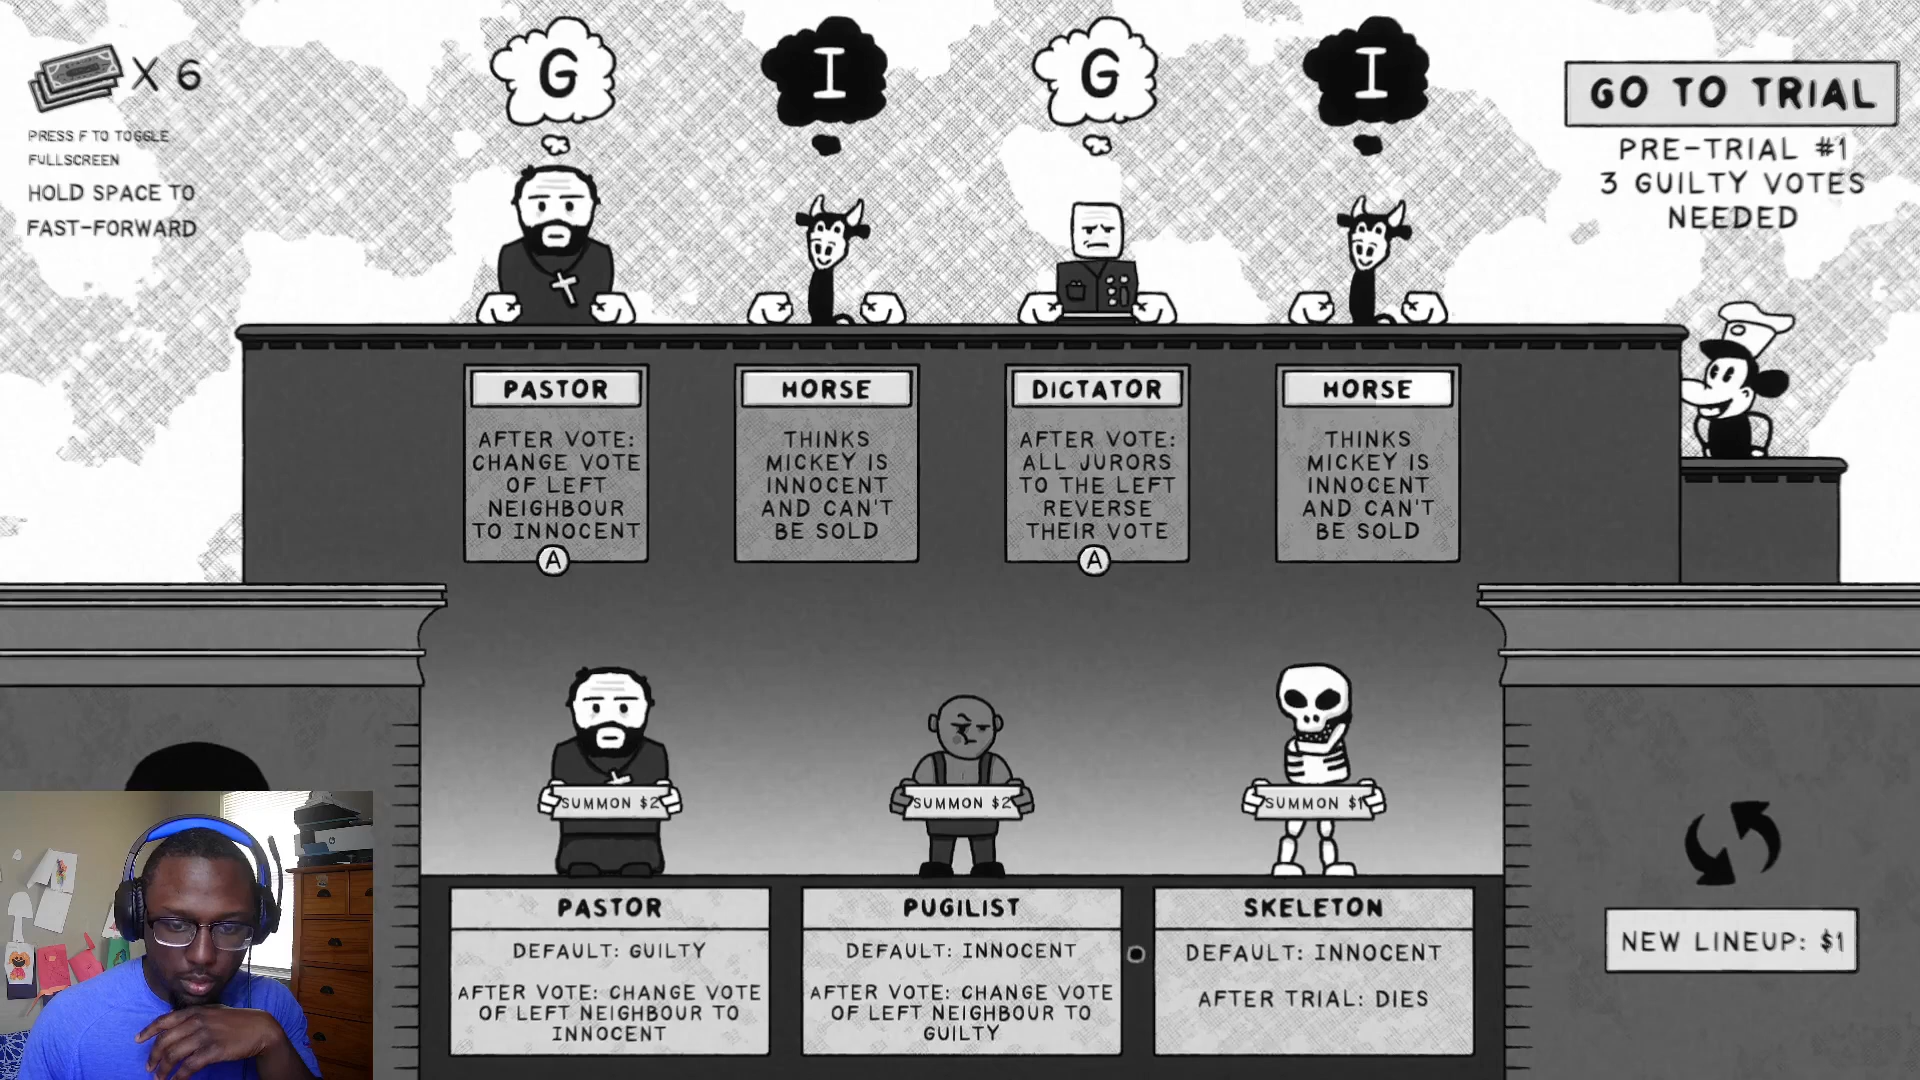 G
I
G
I
X 6
PRESS F TO TOGGLE
FULLSCREEN
HOLD SPACE TO
FAST-FORWARD
GO TO TRIAL
PRE-TRIAL #1
3 GUILTY VOTES
NEEDED
PASTOR
AFTER VOTE:
CHANGE VOTE
OF LEFT
NEIGHBOUR
TO INNOCENT
A
HORSE
THINKS
MICKEY IS
INNOCENT
AND CAN'T
BE SOLD
DICTATOR
AFTER VOTE:
ALL JURORS
TO THE LEFT
REVERSE
THEIR VOTE
A
HORSE
THINKS
MICKEY IS
INNOCENT
AND CAN'T
BE SOLD
SUMMON $2
SUMMON $2
SUMMON $1
PASTOR
DEFAULT: GUILTY
AFTER VOTE: CHANGE VOTE
OF LEFT NEIGHBOUR TO
INNOCENT
PUGILIST
DEFAULT: INNOCENT
AFTER VOTE: CHANGE VOTE
OF LEFT NEIGHBOUR TO
GUILTY
SKELETON
DEFAULT: INNOCENT
AFTER TRIAL: DIES
NEW LINEUP: $1